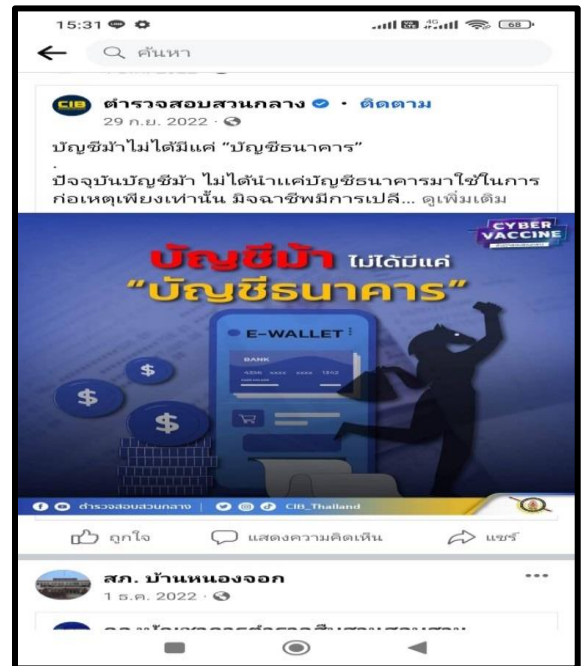 15:31
4G
68
ค้นหา
CIB ตำรวจสอบสวนกลาง · ติดตาม
29 ก.ย. 2022 ·
บัญชีม้าไม่ได้มีแค่ “บัญชีธนาคาร”
.
ปัจจุบันบัญชีม้า ไม่ได้นำแค่บัญชีธนาคารมาใช้ในการ
ก่อเหตุเพียงเท่านั้น มิจฉาชีพมีการเปลี... ดูเพิ่มเติม
CYBER
VACCINE
บัญชีม้า ไม่ได้มีแค่
“บัญชีธนาคาร”
E-WALLET
BANK
$
$
$
ตำรวจสอบสวนกลาง | CIB_Thailand
ถูกใจ แสดงความคิดเห็น แชร์
สภ. บ้านหนองจอก
1 ธ.ค. 2022 ·